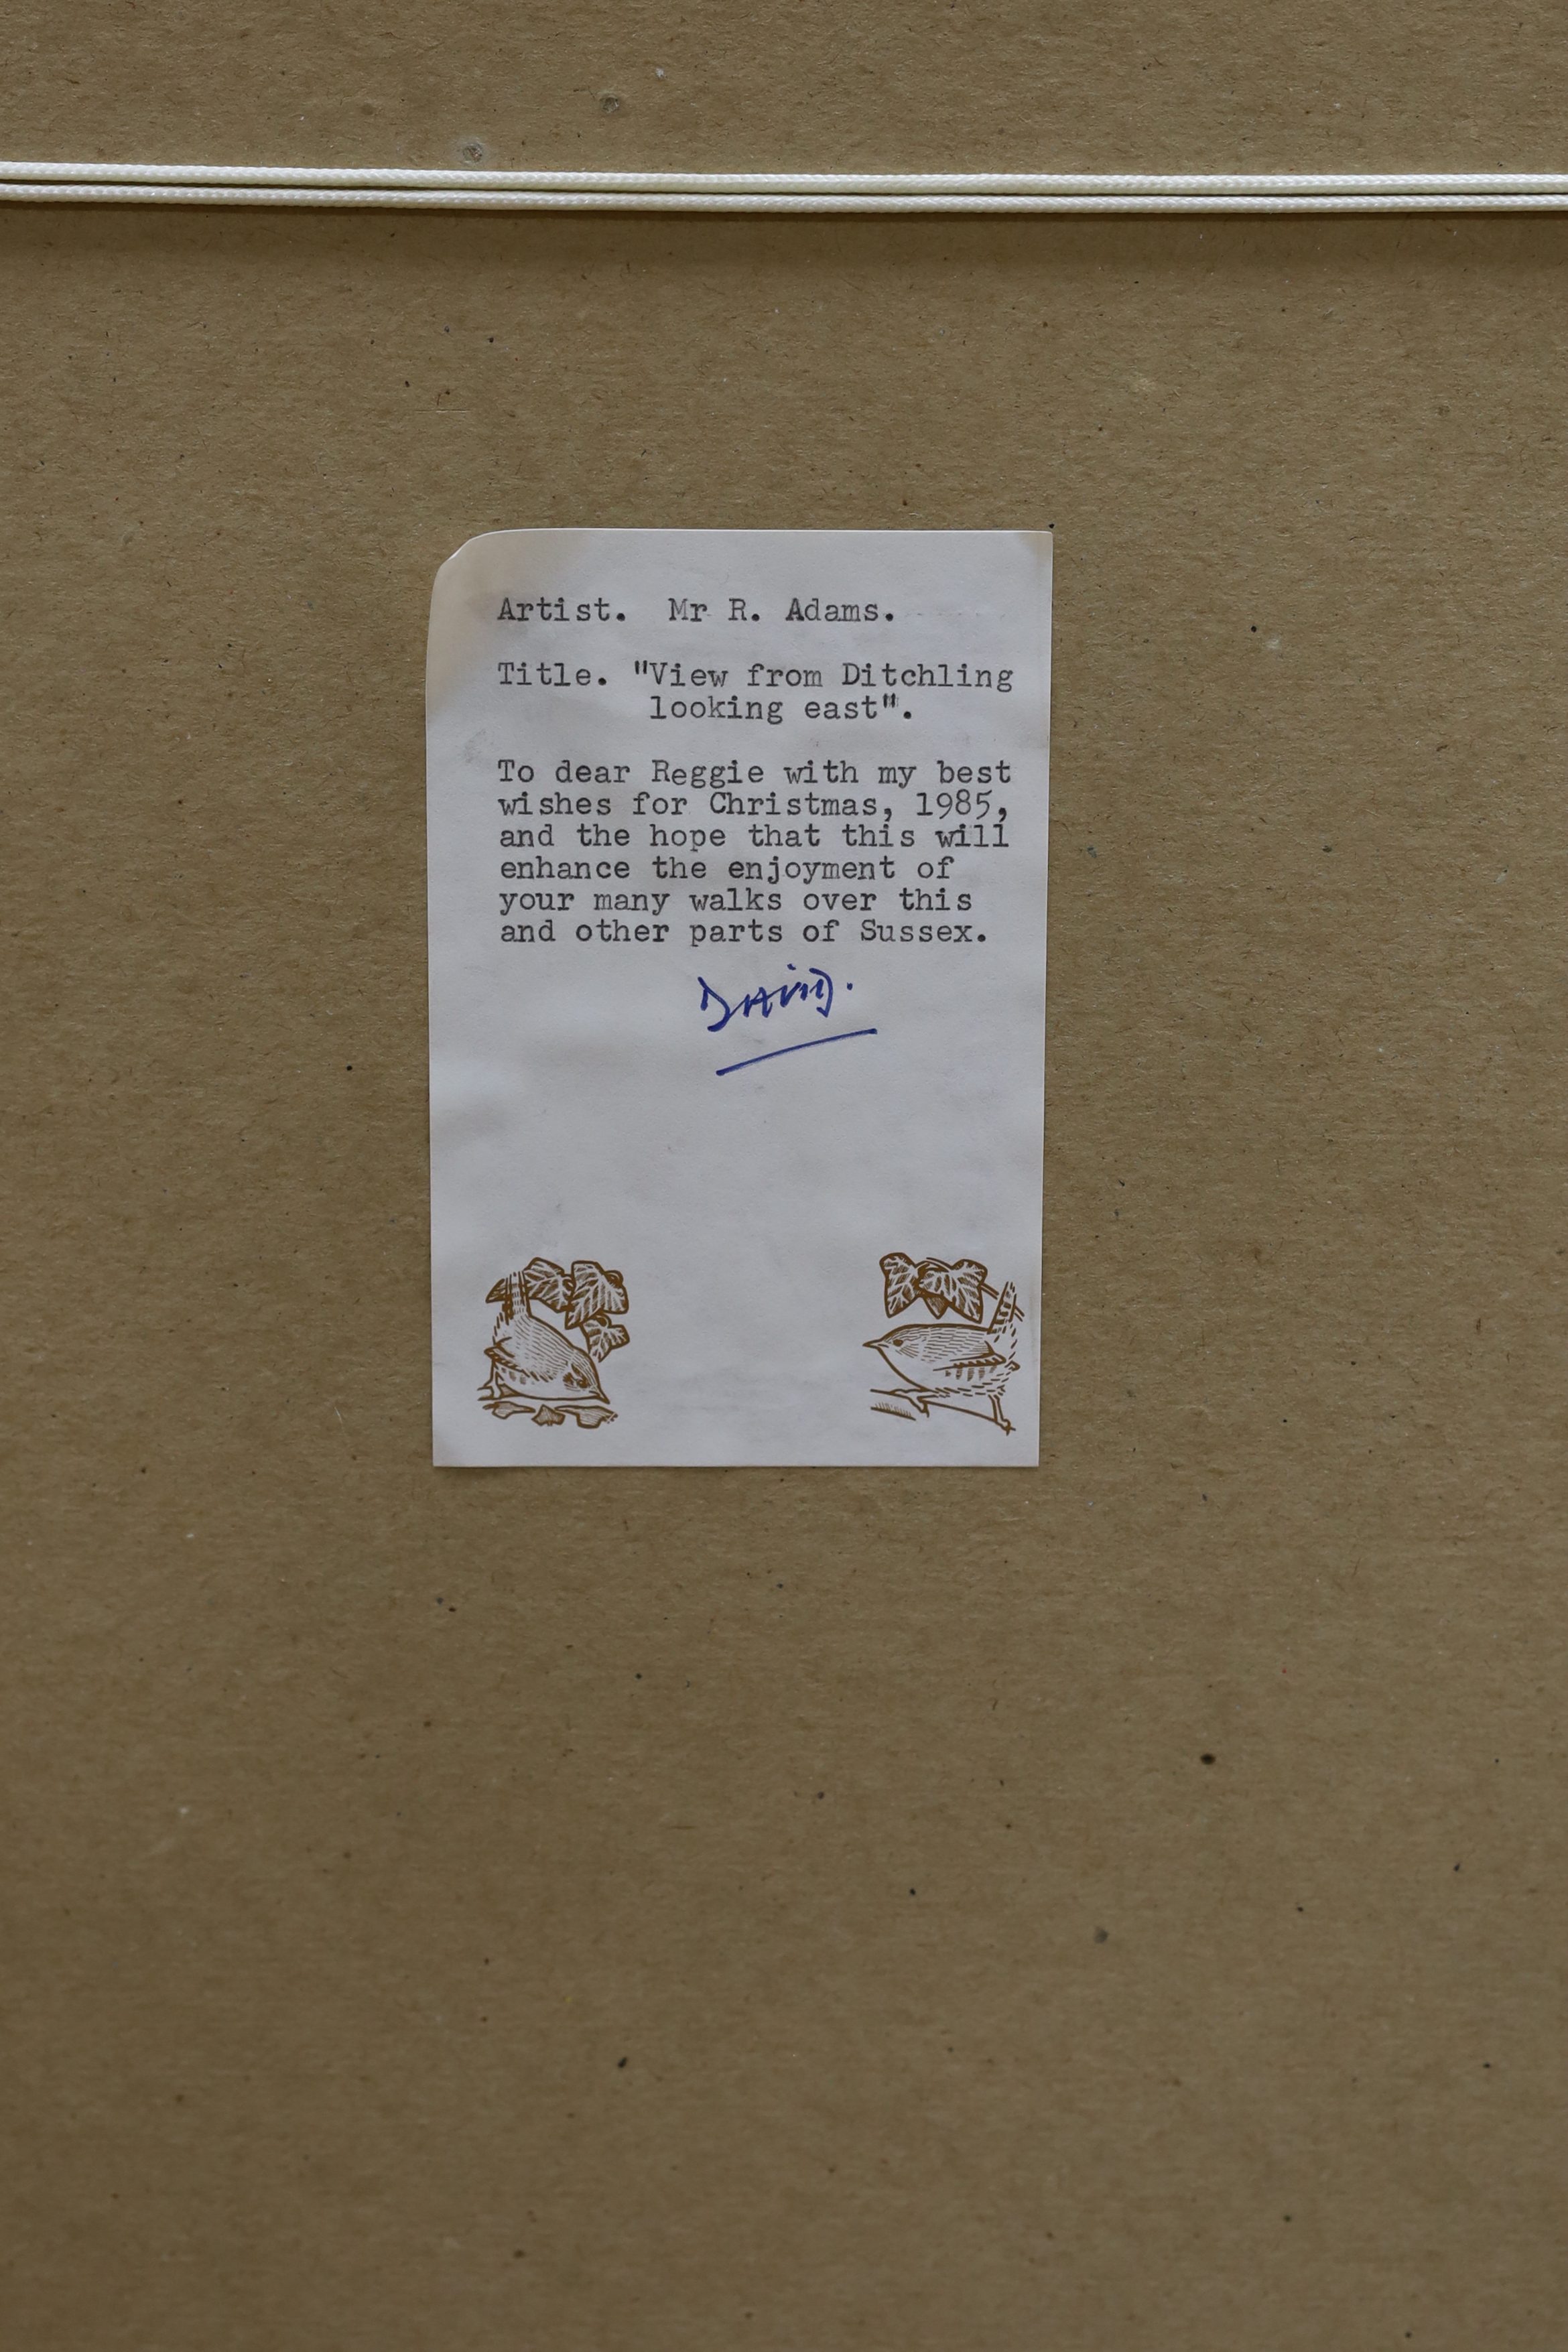 Artist. Mr R. Adams.
Title. "View from Ditchling
looking east".
To dear Reggie with my best
wishes for Christmas, 1985,
and the hope that this will
enhance the enjoyment of
your many walks over this
and other parts of Sussex.
DAViD.